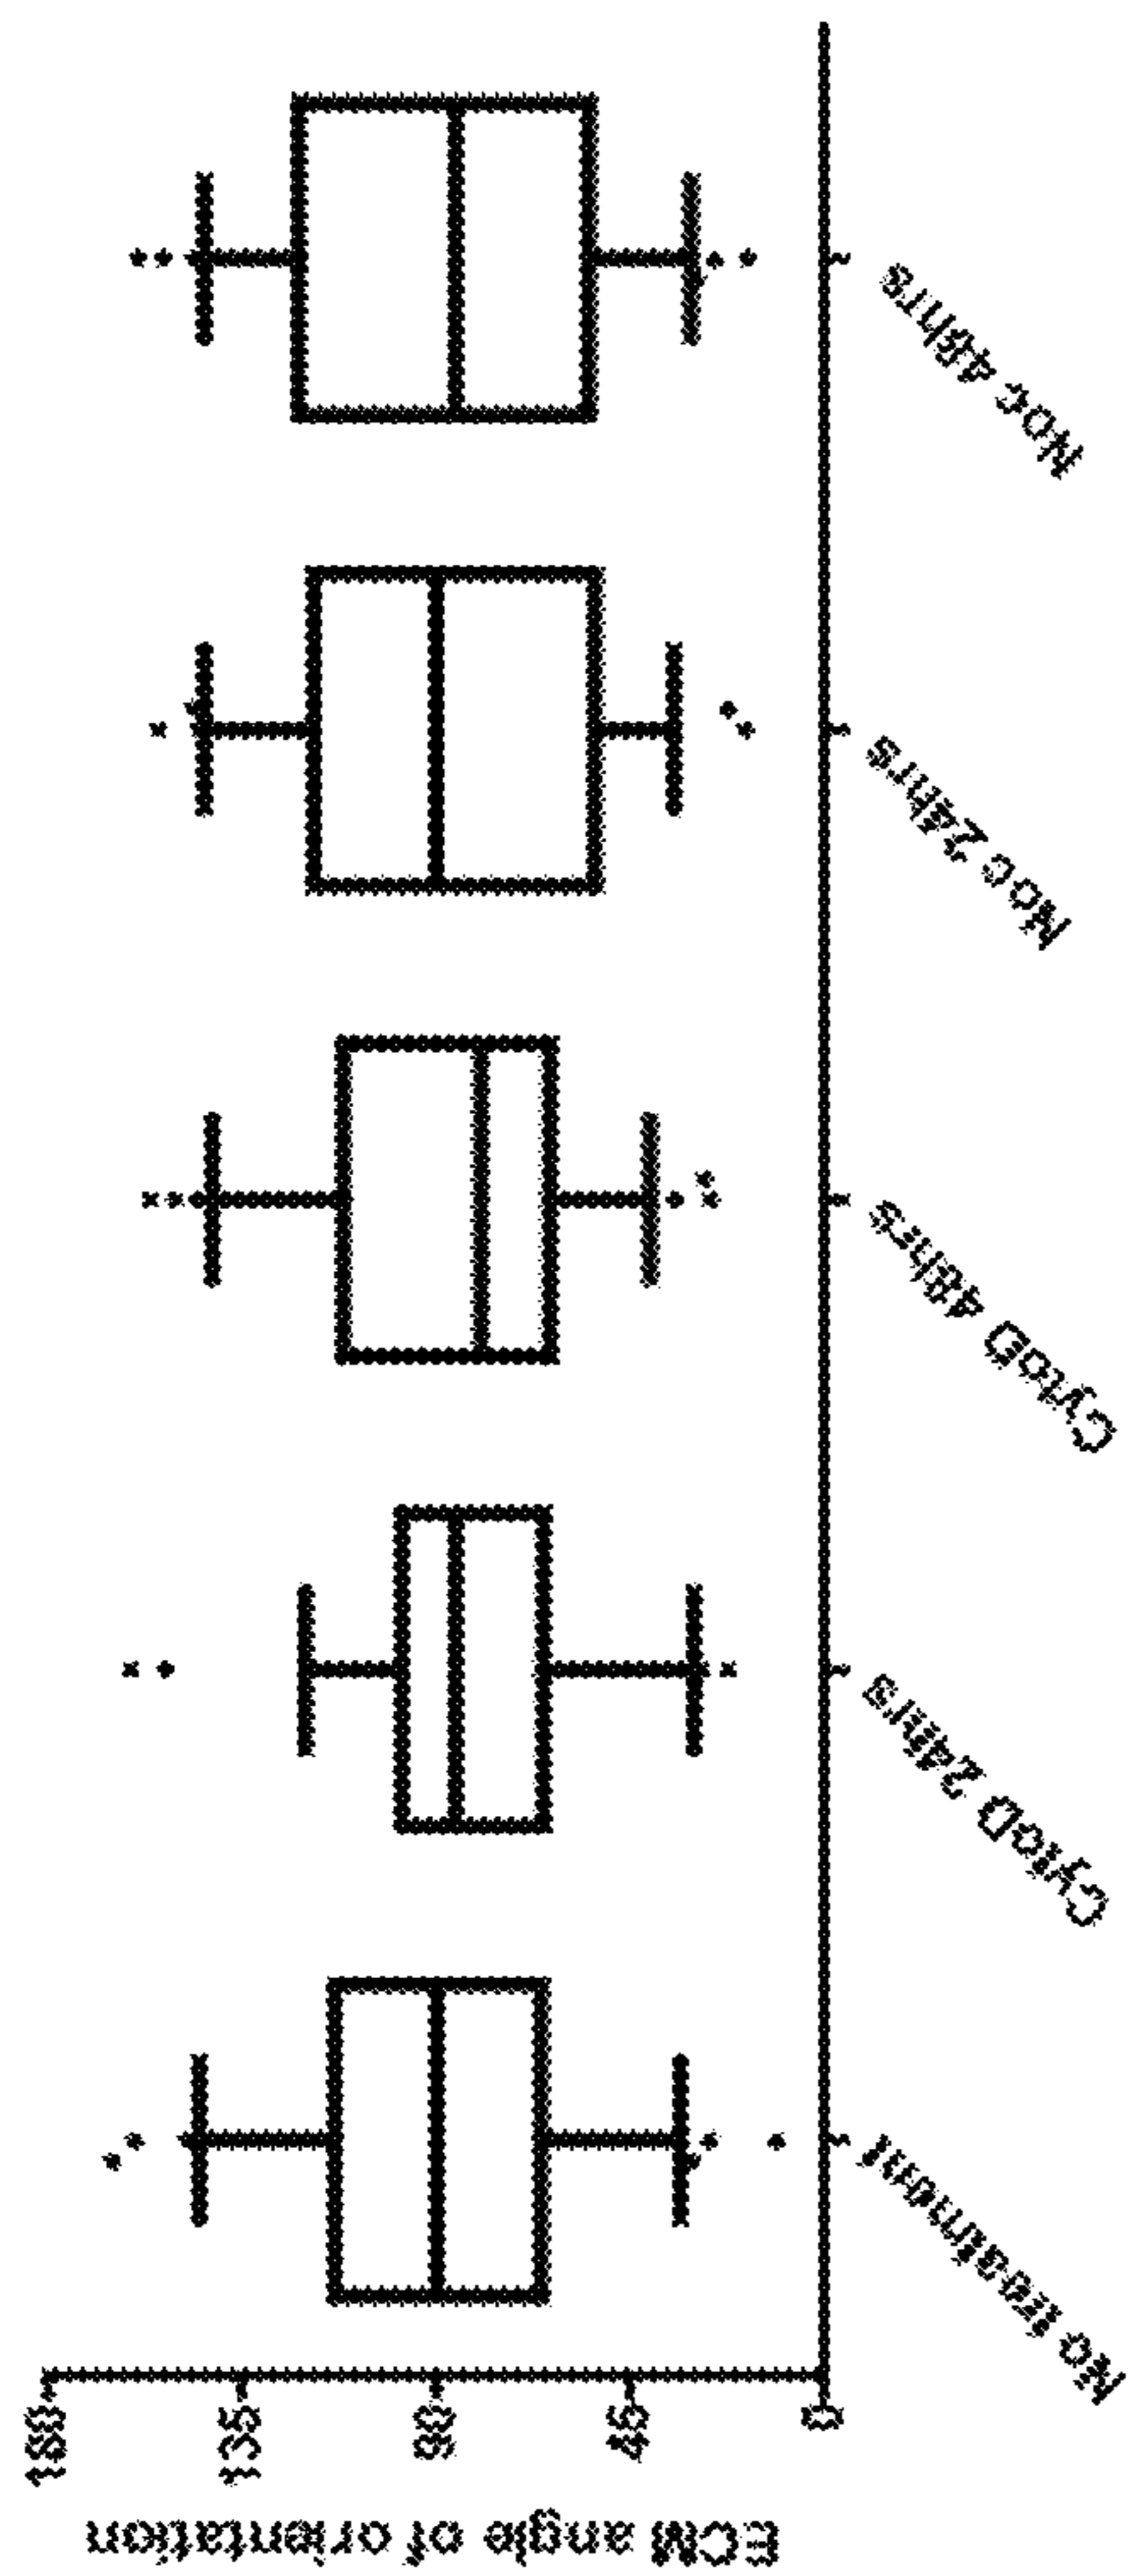 ECM angle of orientation
180
135
90
45
0
No treatment
CytoD 24hrs
CytoD 48hrs
Noc 24hrs
Noc 48hrs